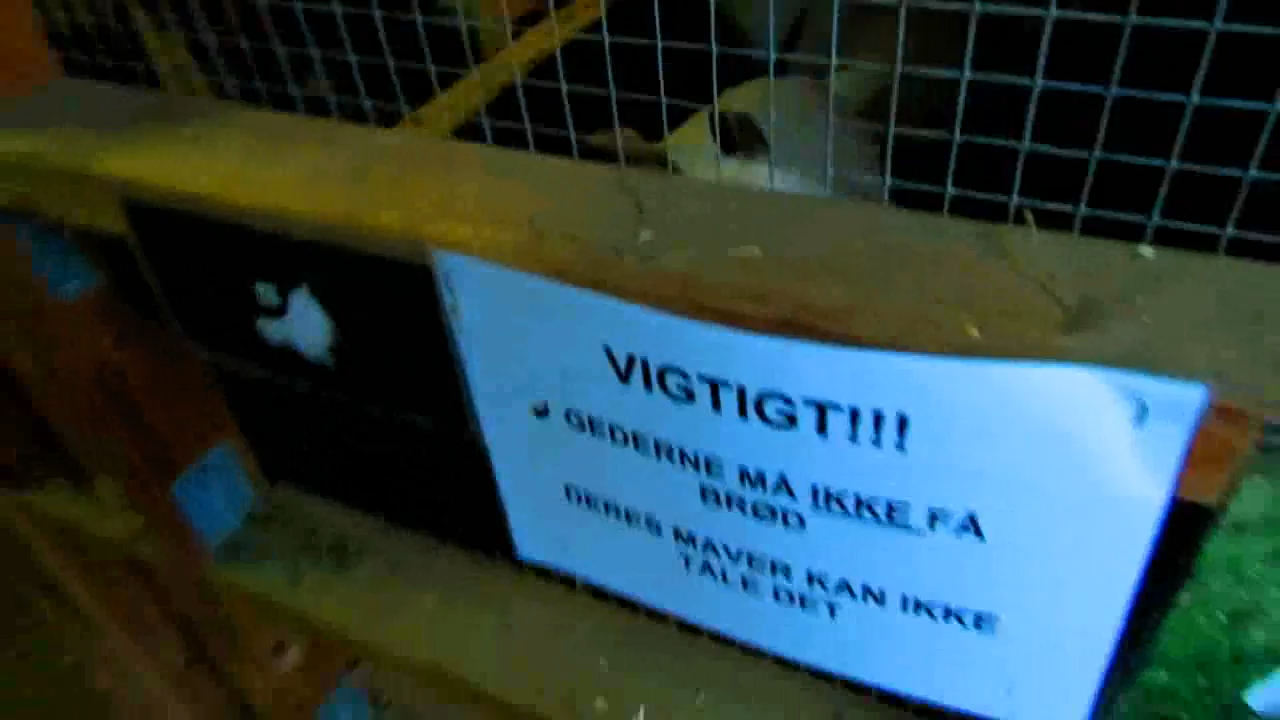 VIGTIGT!!!
GEDERNE MÅ IKKE FÅ
BRØD
DERES MAVER KAN IKKE
TÅLE DET